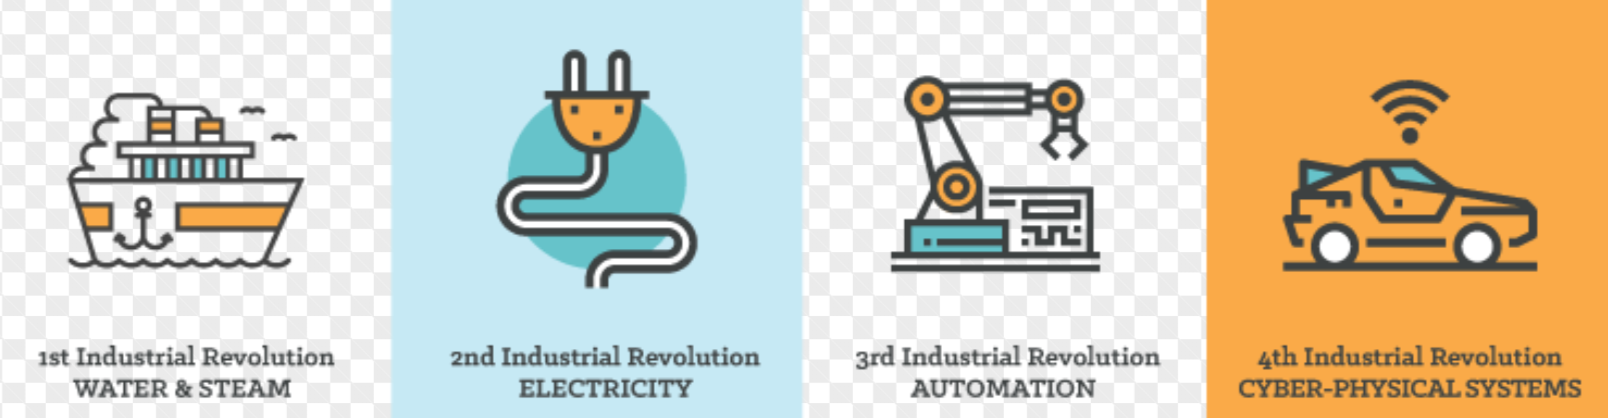 1st Industrial Revolution
WATER & STEAM
2nd Industrial Revolution
ELECTRICITY
3rd Industrial Revolution
AUTOMATION
4th Industrial Revolution
CYBER-PHYSICAL SYSTEMS